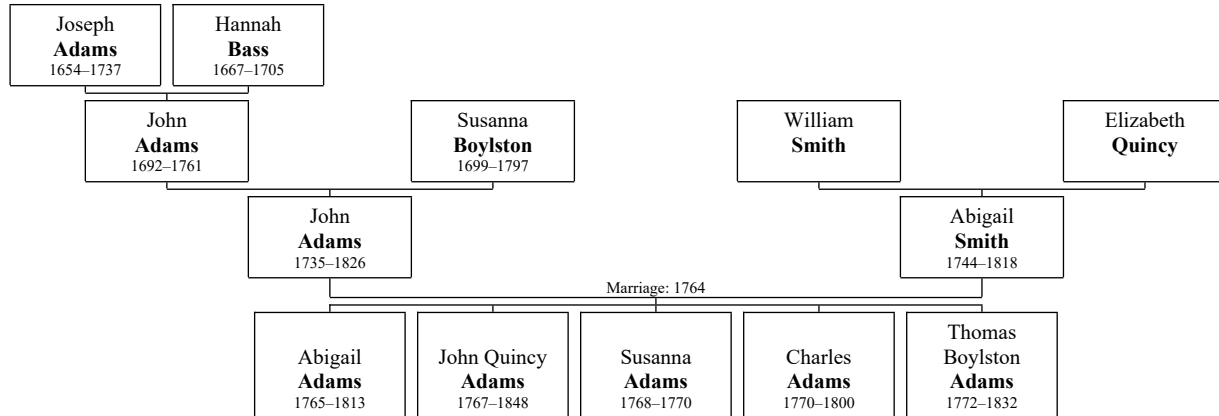 Joseph
Adams
1654–1737
Hannah
Bass
1667–1705
John
Adams
1692–1761
Susanna
Boylston
1699–1797
William
Smith
Elizabeth
Quincy
John
Adams
1735–1826
Abigail
Smith
1744–1818
Marriage: 1764
Abigail
Adams
1765–1813
John Quincy
Adams
1767–1848
Susanna
Adams
1768–1770
Charles
Adams
1770–1800
Thomas
Boylston
Adams
1772–1832